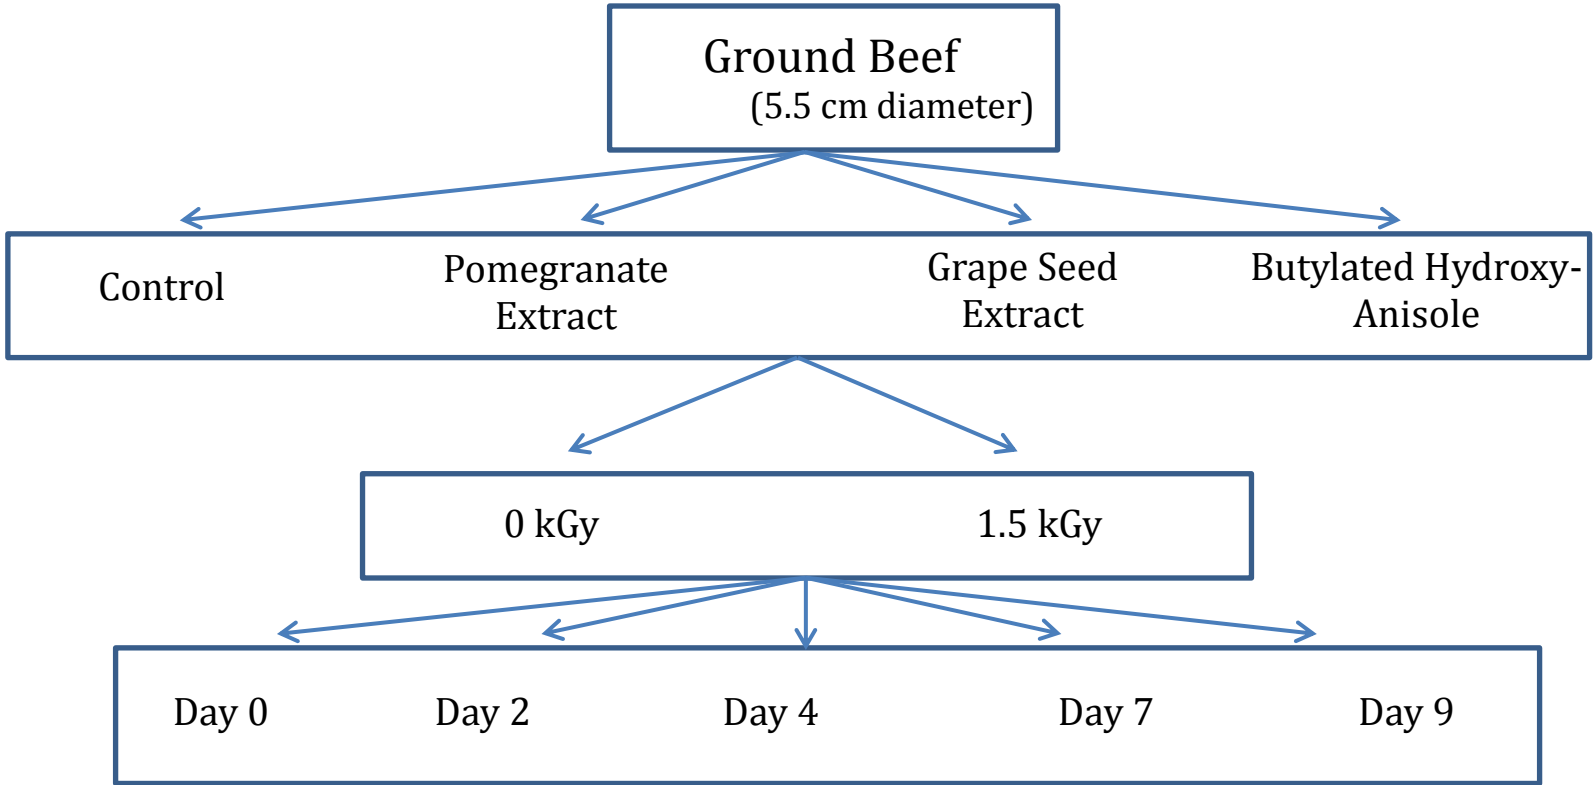 Ground Beef
(5.5 cm diameter)
Control
Pomegranate
Extract
Grape Seed
Extract
Butylated Hydroxy-
Anisole
0 kGy
1.5 kGy
Day 0
Day 2
Day 4
Day 7
Day 9